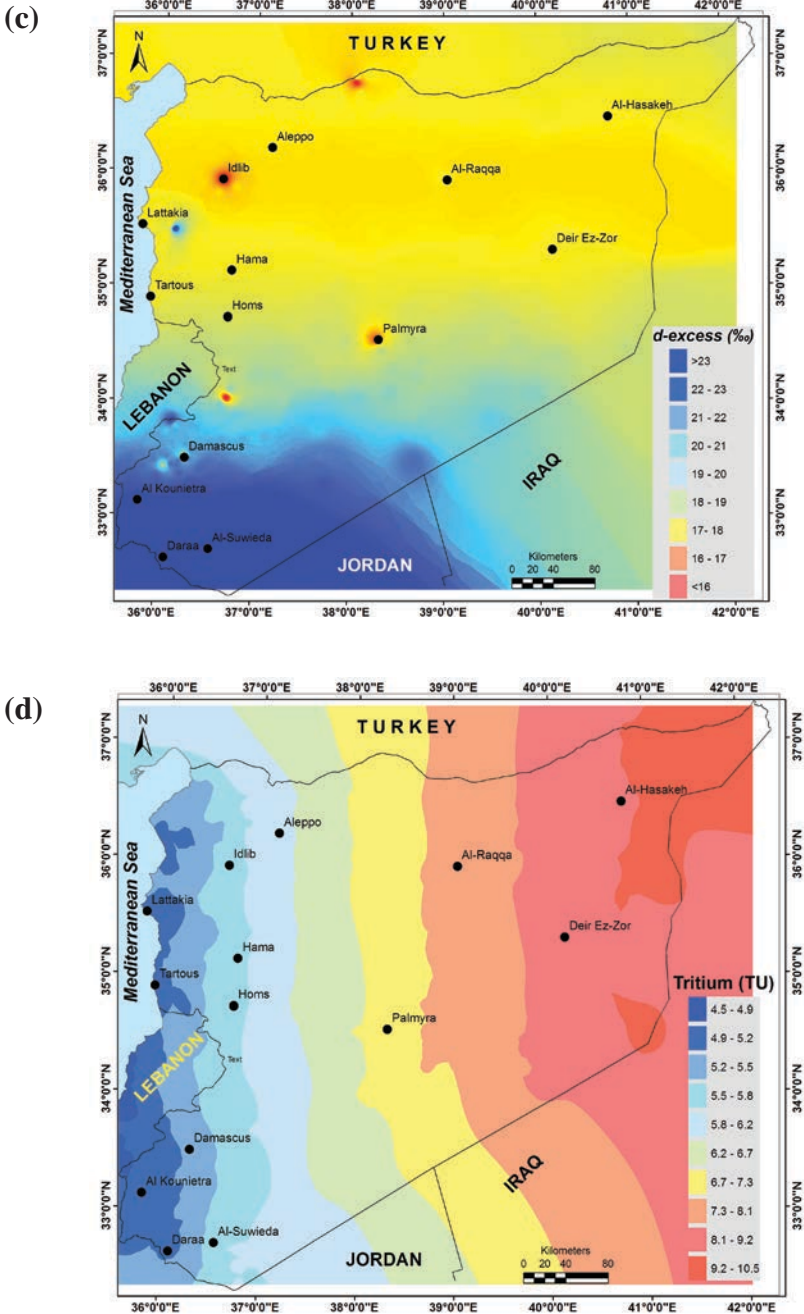 (c)
36°0'0"E 37°0'0"E 38°0'0"E 39°0'0"E 40°0'0"E 41°0'0"E 42°0'0"E
N
TURKEY
37°0'0"N
36°0'0"N
35°0'0"N
34°0'0"N
33°0'0"N
Mediterranean Sea
Al-Hasakeh
Aleppo
Idlib
Al-Raqqa
Lattakia
Deir Ez-Zor
Hama
Tartous
Homs
Palmyra
Text
LEBANON
Damascus
Al Kounietra
Daraa
Al-Suwieda
JORDAN
IRAQ
Kilometers
0 20 40 80
d-excess (‰)
>23
22 - 23
21 - 22
20 - 21
19 - 20
18 - 19
17 - 18
16 - 17
<16
37°0'0"N
36°0'0"N
35°0'0"N
34°0'0"N
33°0'0"N
36°0'0"E 37°0'0"E 38°0'0"E 39°0'0"E 40°0'0"E 41°0'0"E 42°0'0"E
(d)
36°0'0"E 37°0'0"E 38°0'0"E 39°0'0"E 40°0'0"E 41°0'0"E 42°0'0"E
N
TURKEY
37°0'0"N
36°0'0"N
35°0'0"N
34°0'0"N
33°0'0"N
Mediterranean Sea
Al-Hasakeh
Aleppo
Idlib
Al-Raqqa
Lattakia
Deir Ez-Zor
Hama
Tartous
Homs
Palmyra
Text
LEBANON
Damascus
Al Kounietra
Daraa
Al-Suwieda
JORDAN
IRAQ
Kilometers
0 20 40 80
Tritium (TU)
4.5 - 4.9
4.9 - 5.2
5.2 - 5.5
5.5 - 5.8
5.8 - 6.2
6.2 - 6.7
6.7 - 7.3
7.3 - 8.1
8.1 - 9.2
9.2 - 10.5
37°0'0"N
36°0'0"N
35°0'0"N
34°0'0"N
33°0'0"N
36°0'0"E 37°0'0"E 38°0'0"E 39°0'0"E 40°0'0"E 41°0'0"E 42°0'0"E